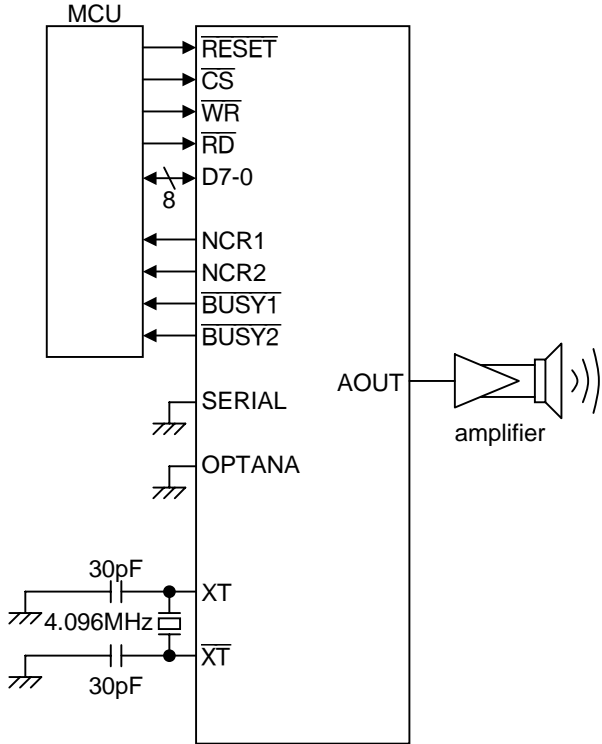 MCU
RESET
CS
WR
RD
D7-0
8
NCR1
NCR2
BUSY1
BUSY2
AOUT
SERIAL
amplifier
OPTANA
30pF
XT
4.096MHz
XT
30pF